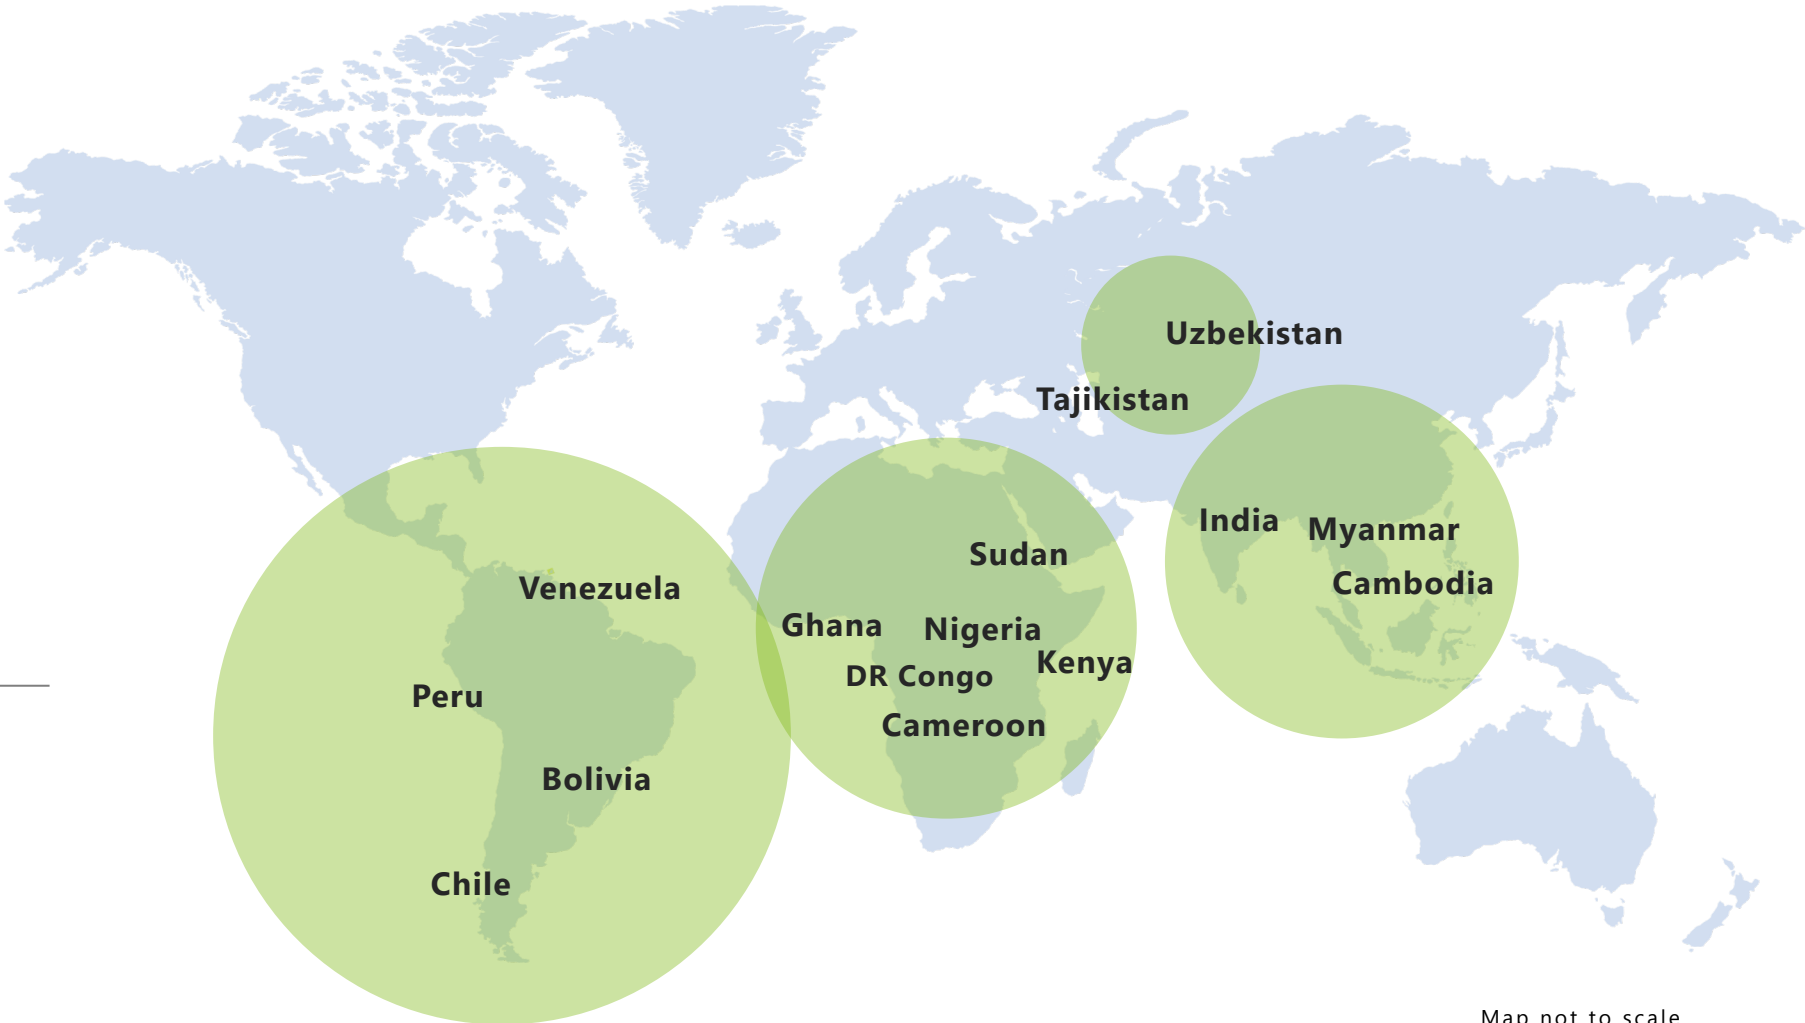 Uzbekistan
Tajikistan
India
Myanmar
Sudan
Cambodia
Venezuela
Ghana
Nigeria
Kenya
DR Congo
Peru
Cameroon
Bolivia
Chile
Map not to scale